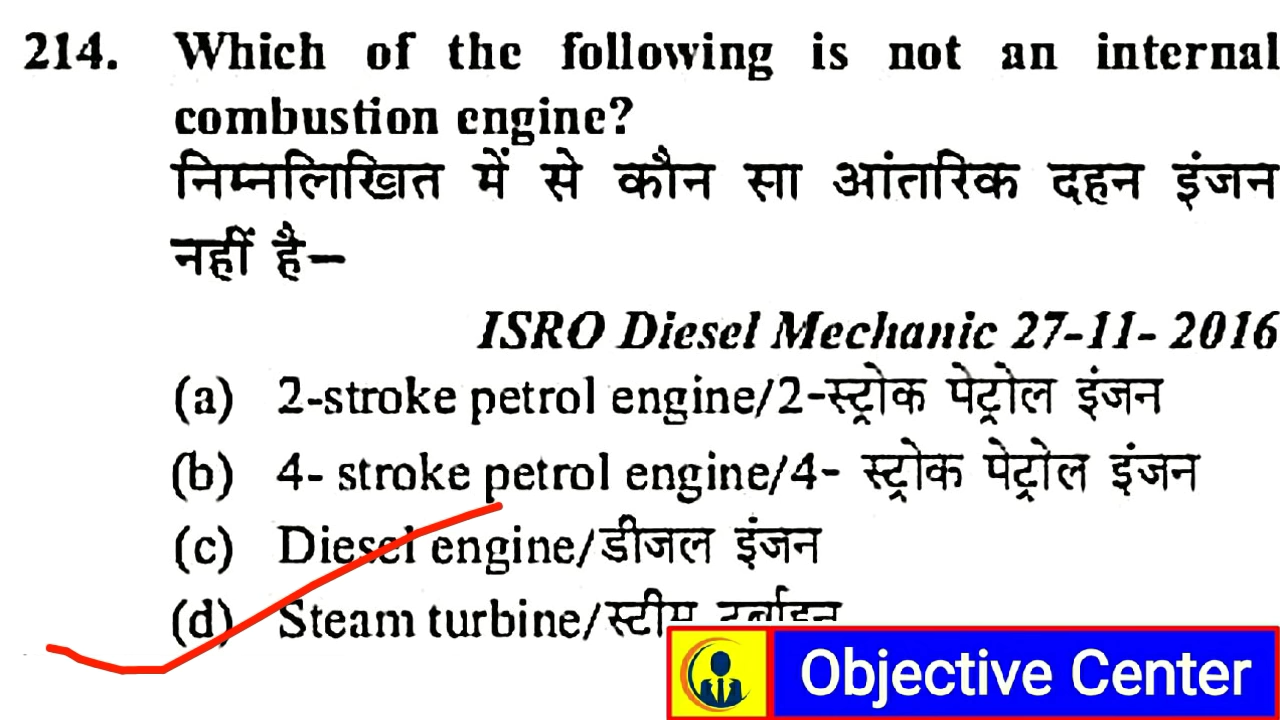 214. Which of the following is not an internal
combustion engine?
निम्नलिखित में से कौन सा आंतरिक दहन इंजन
नहीं है–
ISRO Diesel Mechanic 27-11- 2016
(a) 2-stroke petrol engine/2-स्ट्रोक पेट्रोल इंजन
(b) 4- stroke petrol engine/4- स्ट्रोक पेट्रोल इंजन
(c) Diesel engine/डीजल इंजन
(d) Steam turbine/स्टीम टर्बाइन
Objective Center